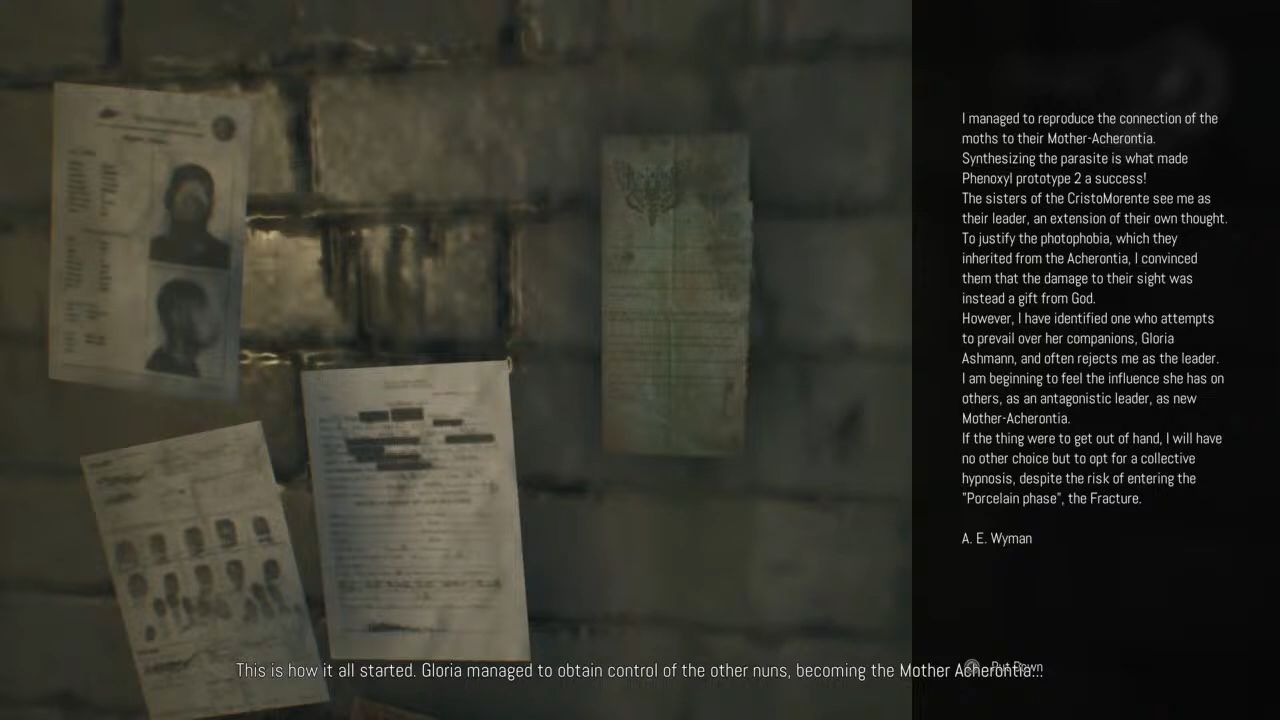 I managed to reproduce the connection of the
moths to their Mother-Acherontia.
Synthesizing the parasite is what made
Phenoxyl prototype 2 a success!
The sisters of the CristoMorente see me as
their leader, an extension of their own thought.
To justify the photophobia, which they
inherited from the Acherontia, I convinced
them that the damage to their sight was
instead a gift from God.
However, I have identified one who attempts
to prevail over her companions, Gloria
Ashmann, and often rejects me as the leader.
I am beginning to feel the influence she has on
others, as an antagonistic leader, as new
Mother-Acherontia.
If the thing were to get out of hand, I will have
no other choice but to opt for a collective
hypnosis, despite the risk of entering the
"Porcelain phase", the Fracture.
A. E. Wyman
This is how it all started. Gloria managed to obtain control of the other nuns, becoming the Mother Acherontia...
Put Down